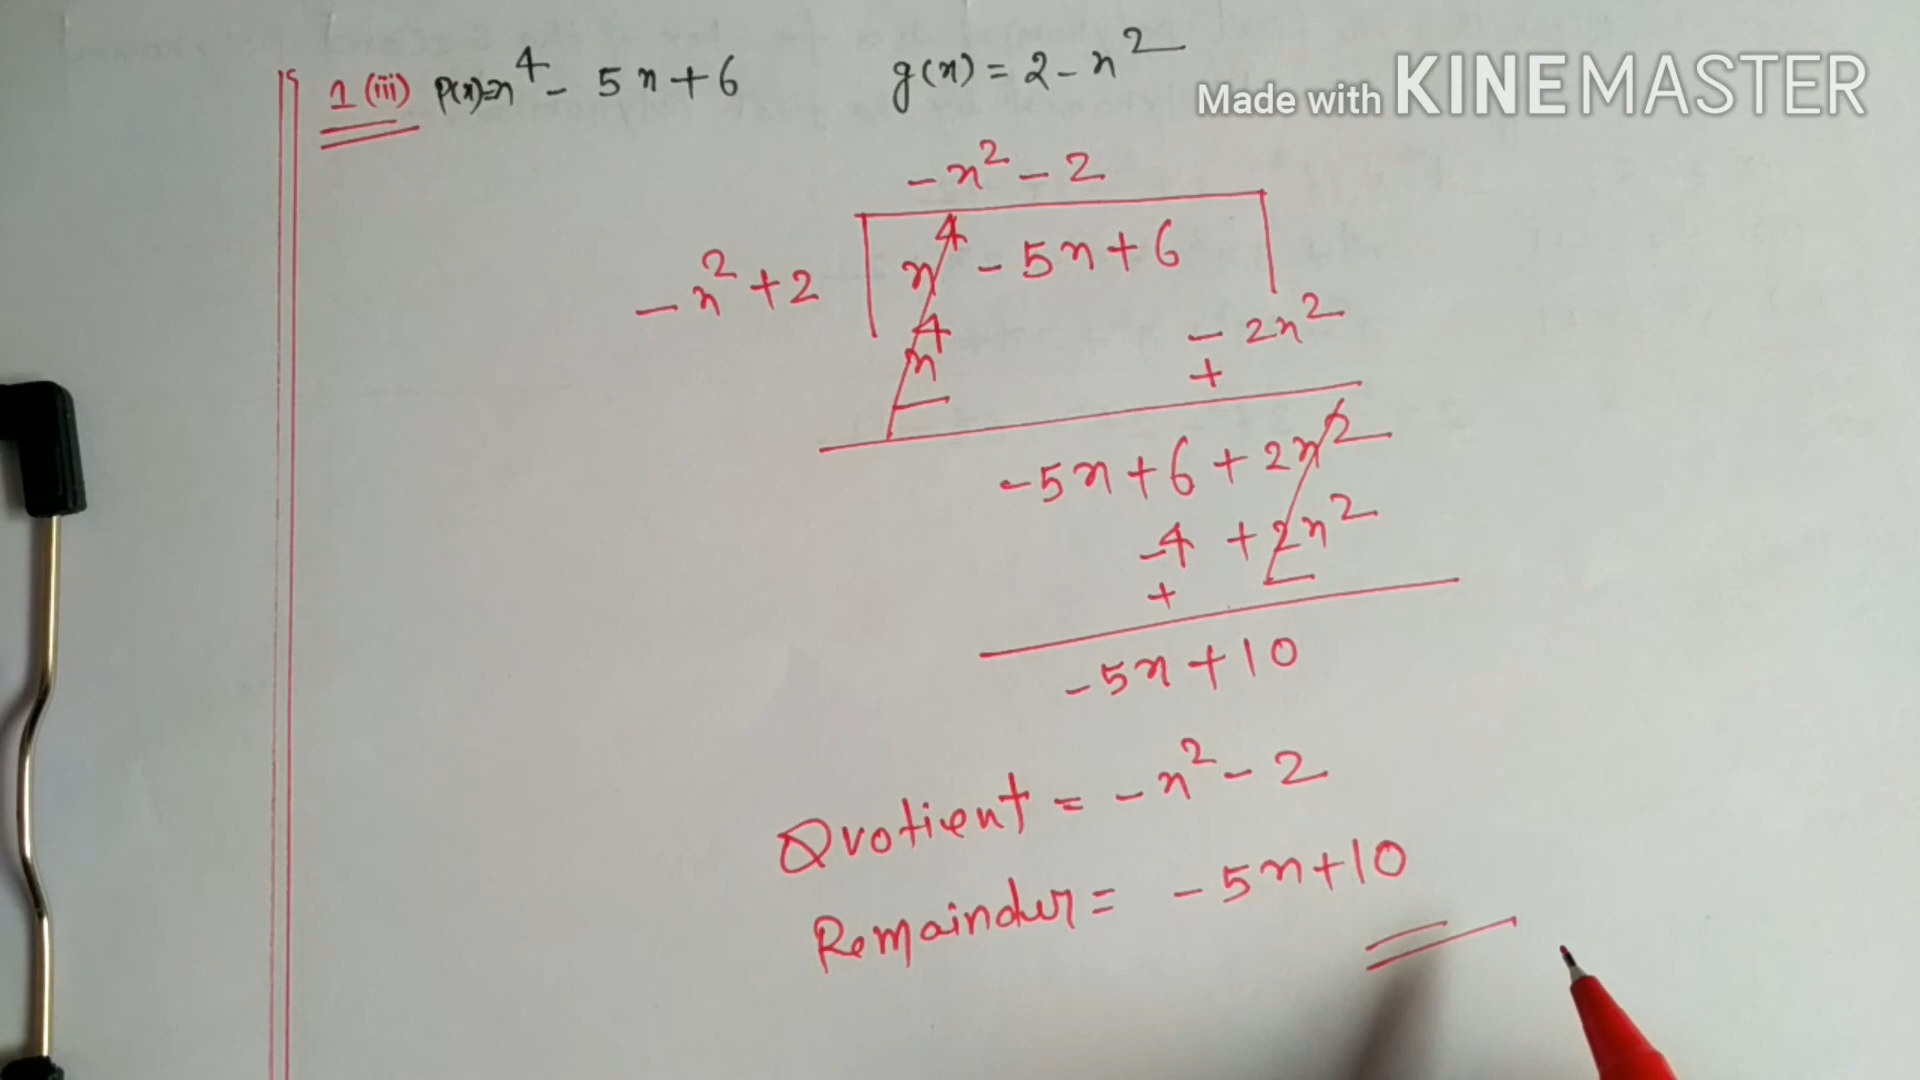 1 (iii) P(x)=x⁴ - 5x+6 g(x) = 2-x²
Made with KINEMASTER
-x² - 2
-x²+2 x⁴ - 5x+6
x⁴ - 2x²
- +
-5x+6+2x²
-4 +2x²
+ -
-5x+10
Quotient = -x²-2
Remainder = -5x+10